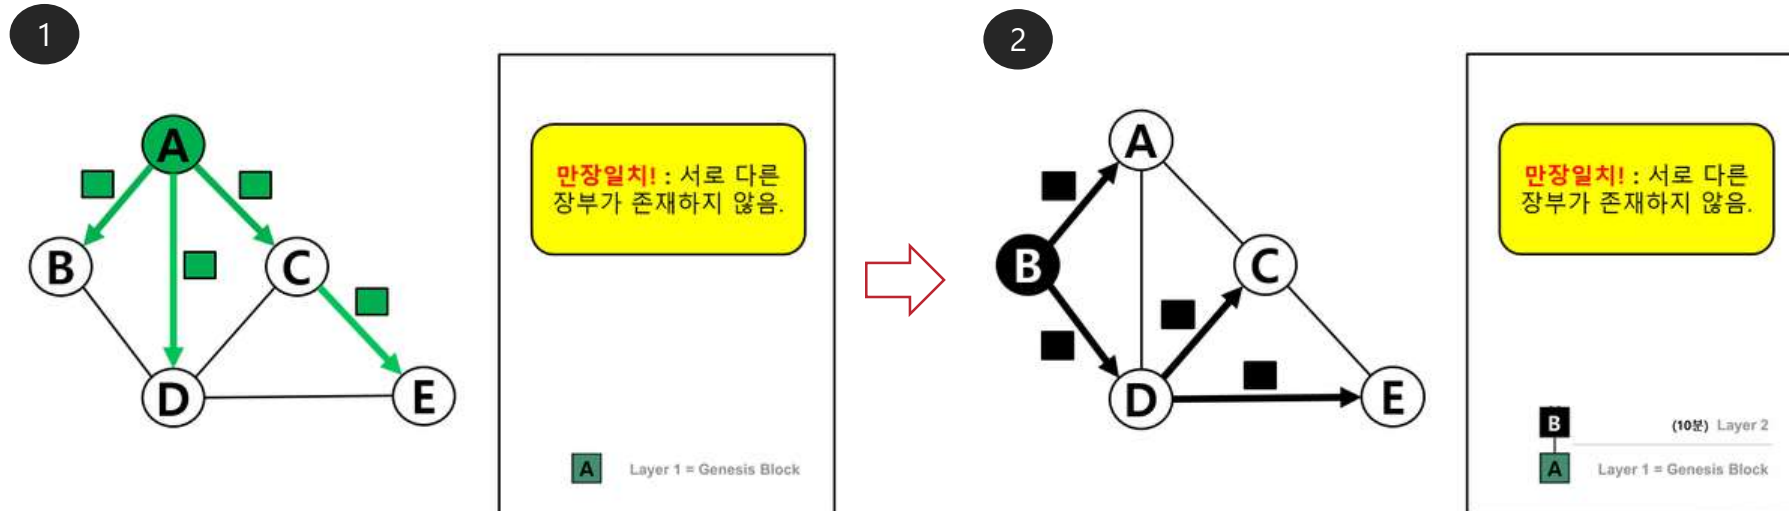 1
A
B
C
D
E
만장일치! : 서로 다른
장부가 존재하지 않음.
A Layer 1 = Genesis Block
2
A
B
C
D
E
만장일치! : 서로 다른
장부가 존재하지 않음.
B (10분) Layer 2
A Layer 1 = Genesis Block